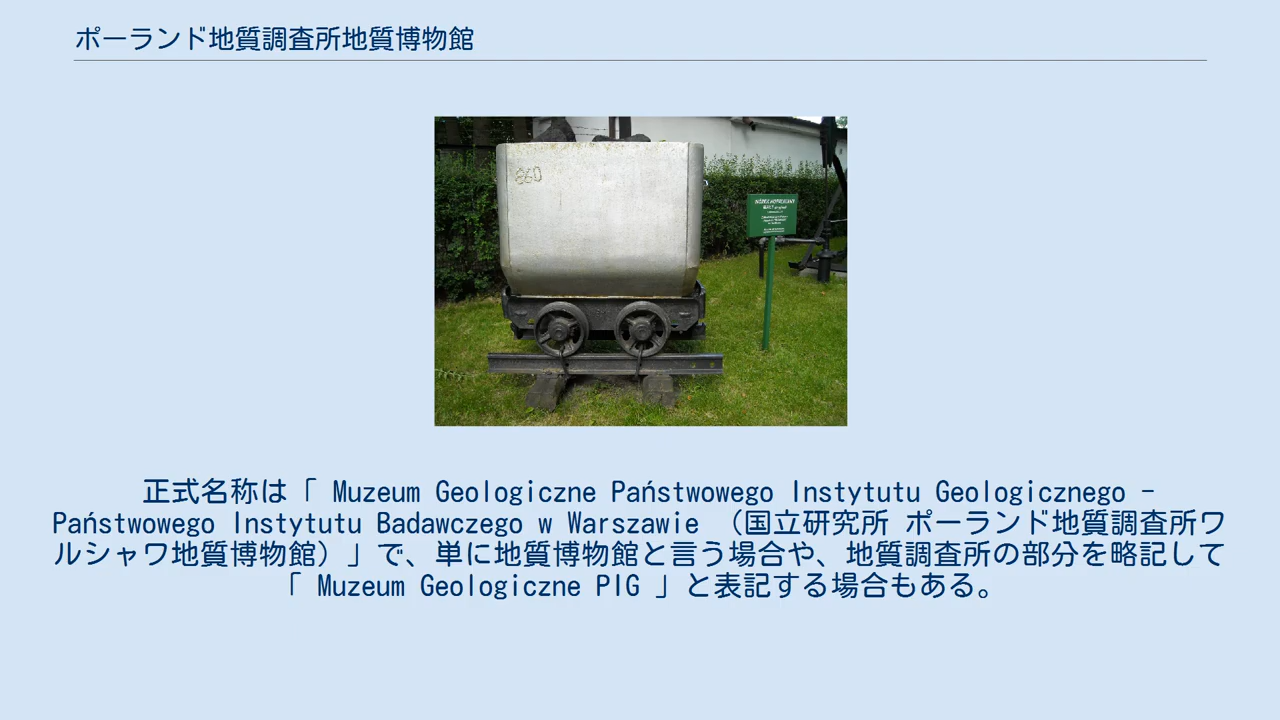 ポーランド地質調査所地質博物館
660
正式名称は「 Muzeum Geologiczne Państwowego Instytutu Geologicznego –
Państwowego Instytutu Badawczego w Warszawie （国立研究所 ポーランド地質調査所ワ
ルシャワ地質博物館）」で、単に地質博物館と言う場合や、地質調査所の部分を略記して
「 Muzeum Geologiczne PIG 」と表記する場合もある。